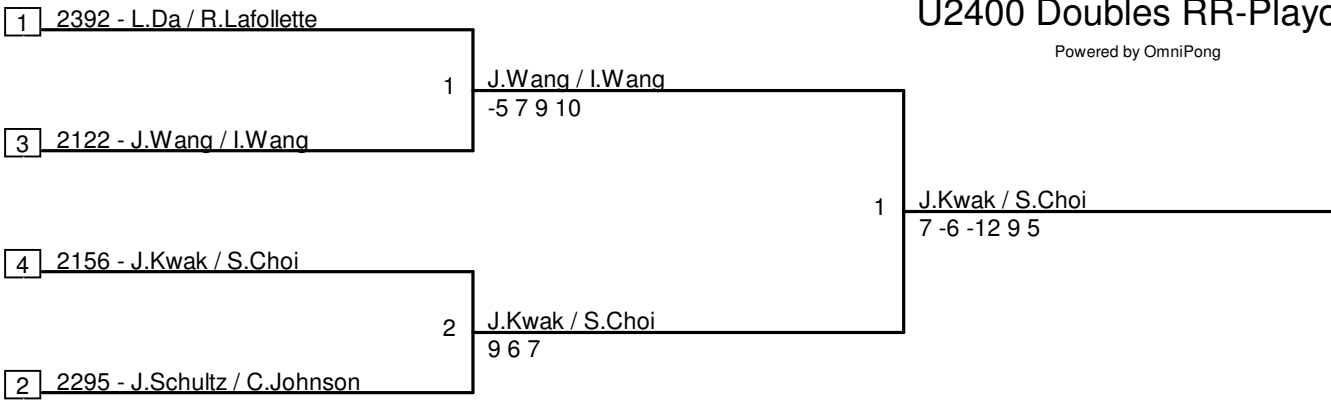 U2400 Doubles RR-Playo
Powered by OmniPong
1 2392 - L.Da / R.Lafollette
1 J.Wang / I.Wang
-5 7 9 10
3 2122 - J.Wang / I.Wang
1 J.Kwak / S.Choi
7 -6 -12 9 5
4 2156 - J.Kwak / S.Choi
2 J.Kwak / S.Choi
9 6 7
2 2295 - J.Schultz / C.Johnson